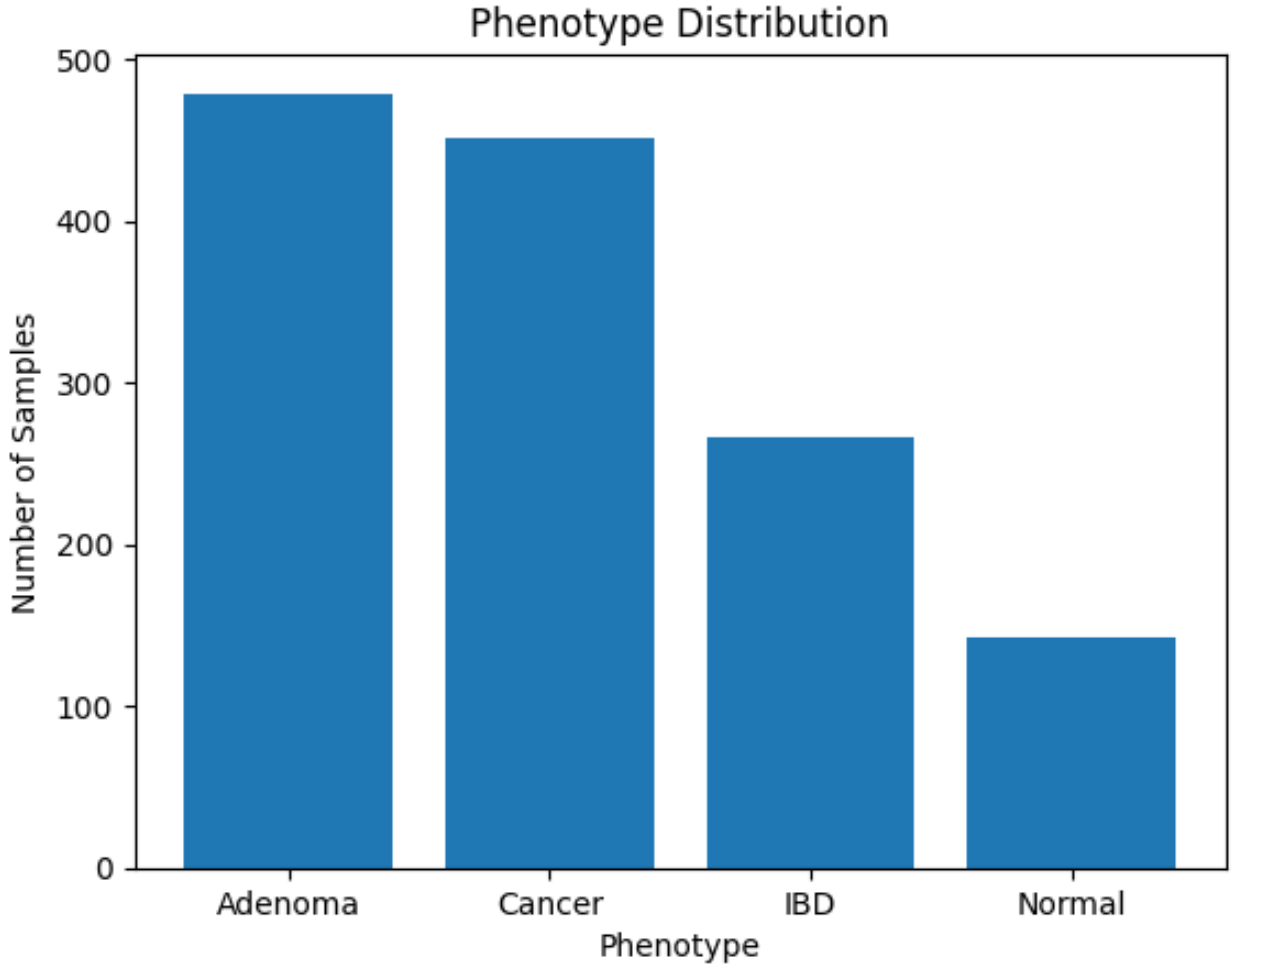 Phenotype Distribution
500
400
300
200
100
0
Number of Samples
Adenoma Cancer IBD Normal
Phenotype